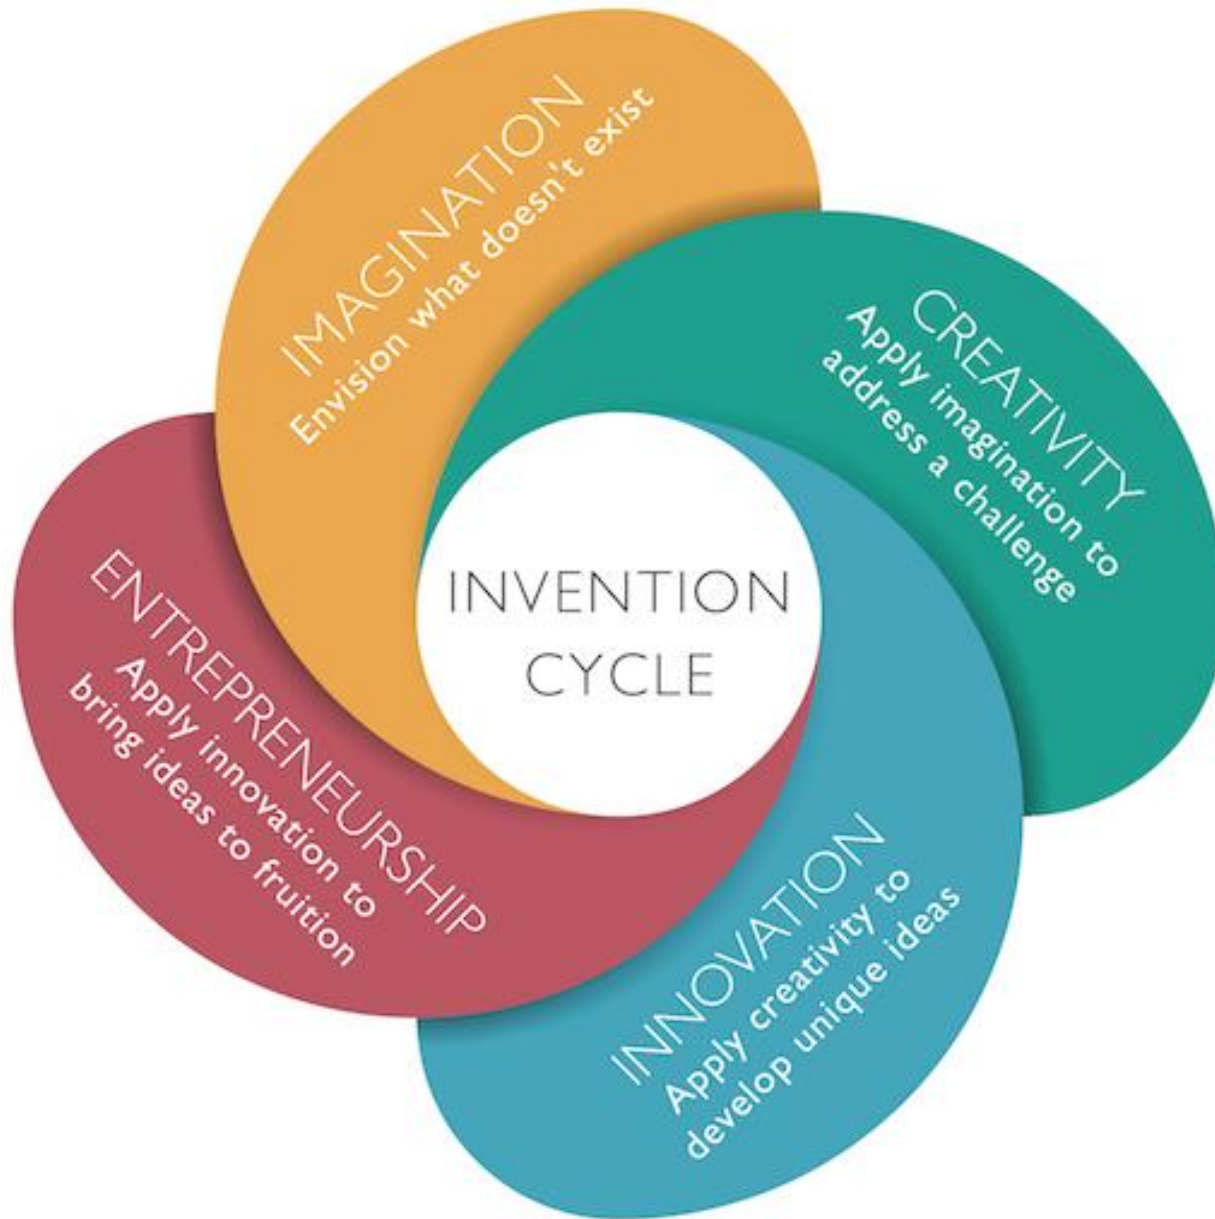 IMAGINATION
Envision what doesn't exist
CREATIVITY
Apply imagination to
address a challenge
INVENTION
CYCLE
ENTREPRENEURSHIP
Apply innovation to
bring ideas to fruition
INNOVATION
Apply creativity to
develop unique ideas